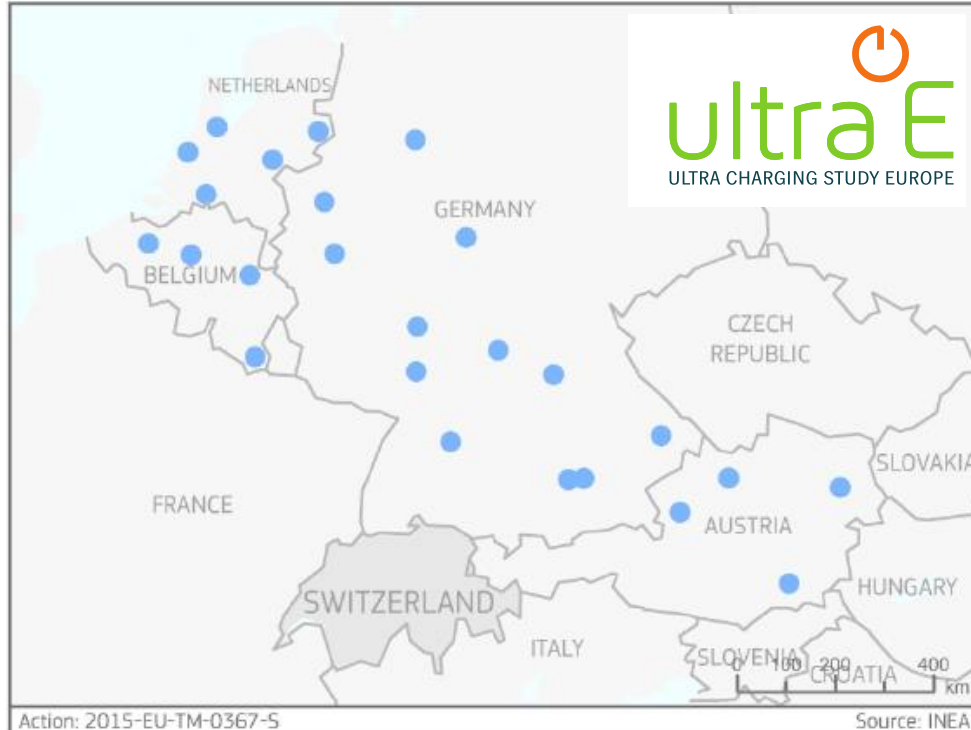 ultra E
ULTRA CHARGING STUDY EUROPE
NETHERLANDS
GERMANY
BELGIUM
CZECH
REPUBLIC
SLOVAKIA
FRANCE
AUSTRIA
HUNGARY
SWITZERLAND
ITALY
SLOVENIA
CROATIA
0 100 200 400
km
Action: 2015-EU-TM-0367-S
Source: INEA